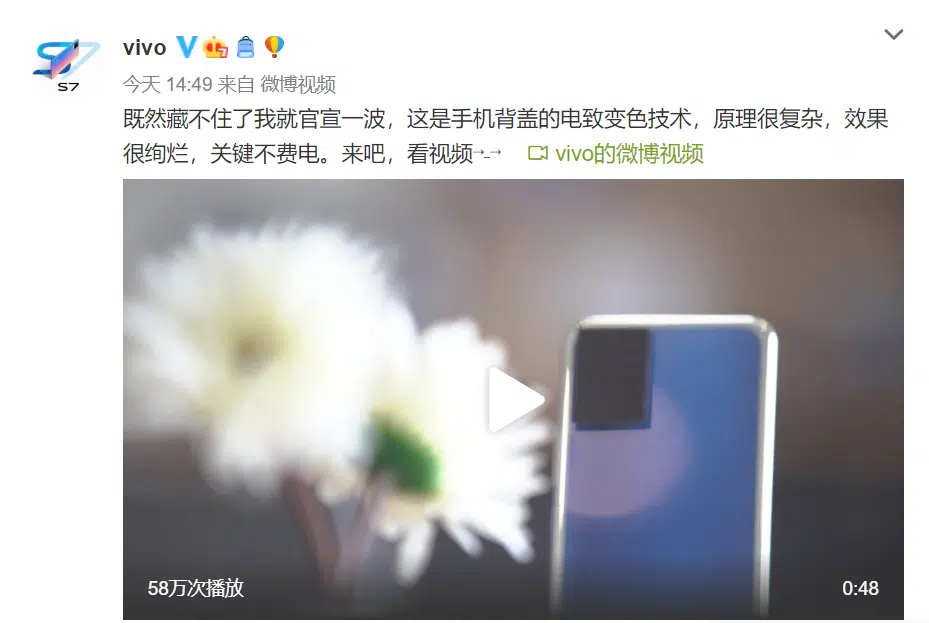 S7
vivo
今天 14:49 来自 微博视频
既然藏不住了我就官宣一波，这是手机背盖的电致变色技术，原理很复杂，效果
很绚烂，关键不费电。来吧，看视频→_→ vivo的微博视频
58万次播放
0:48